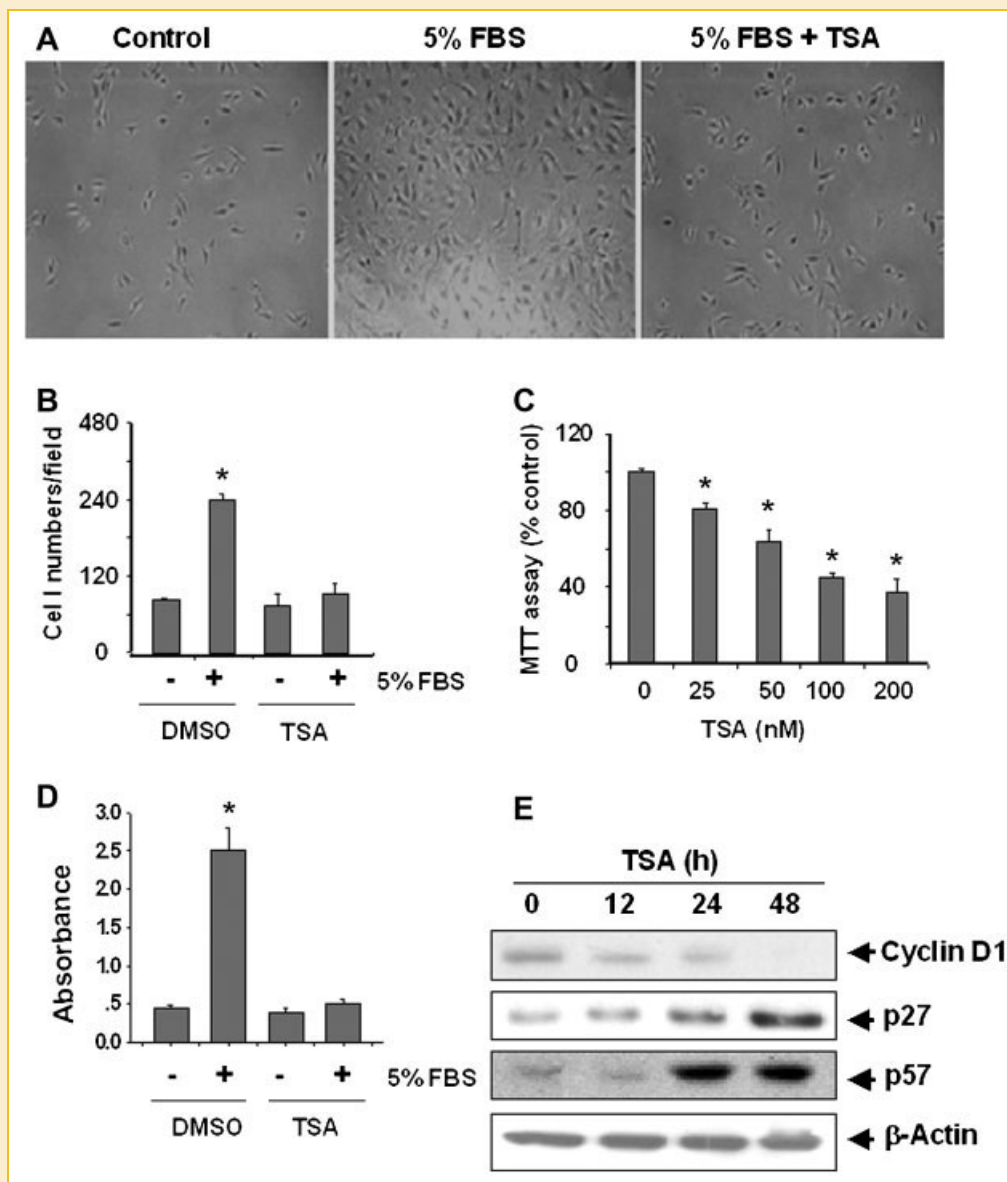 A Control 5% FBS 5% FBS + TSA
B
480
240
120
0
Cel l numbers/field
*
- + - + 5% FBS
DMSO TSA
C
120
80
40
0
MTT assay (% control)
* * * *
0 25 50 100 200
TSA (nM)
D
3.0
2.5
2.0
1.5
1.0
.5
0.0
Absorbance
*
- + - + 5% FBS
DMSO TSA
E
TSA (h)
0 12 24 48
Cyclin D1
p27
p57
β-Actin